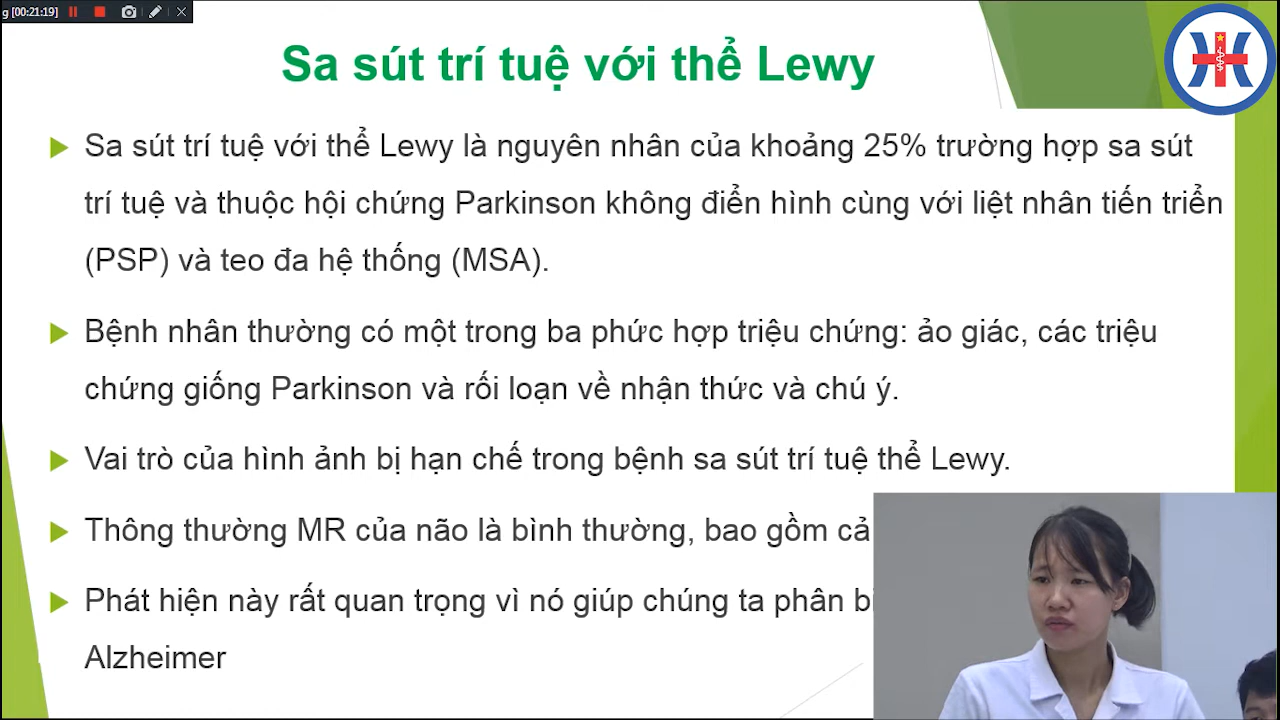 g [00:21:19]
Sa sút trí tuệ với thể Lewy
Sa sút trí tuệ với thể Lewy là nguyên nhân của khoảng 25% trường hợp sa sút
trí tuệ và thuộc hội chứng Parkinson không điển hình cùng với liệt nhân tiến triển
(PSP) và teo đa hệ thống (MSA).
Bệnh nhân thường có một trong ba phức hợp triệu chứng: ảo giác, các triệu
chứng giống Parkinson và rối loạn về nhận thức và chú ý.
Vai trò của hình ảnh bị hạn chế trong bệnh sa sút trí tuệ thể Lewy.
Thông thường MR của não là bình thường, bao gồm cả
Phát hiện này rất quan trọng vì nó giúp chúng ta phân bi
Alzheimer